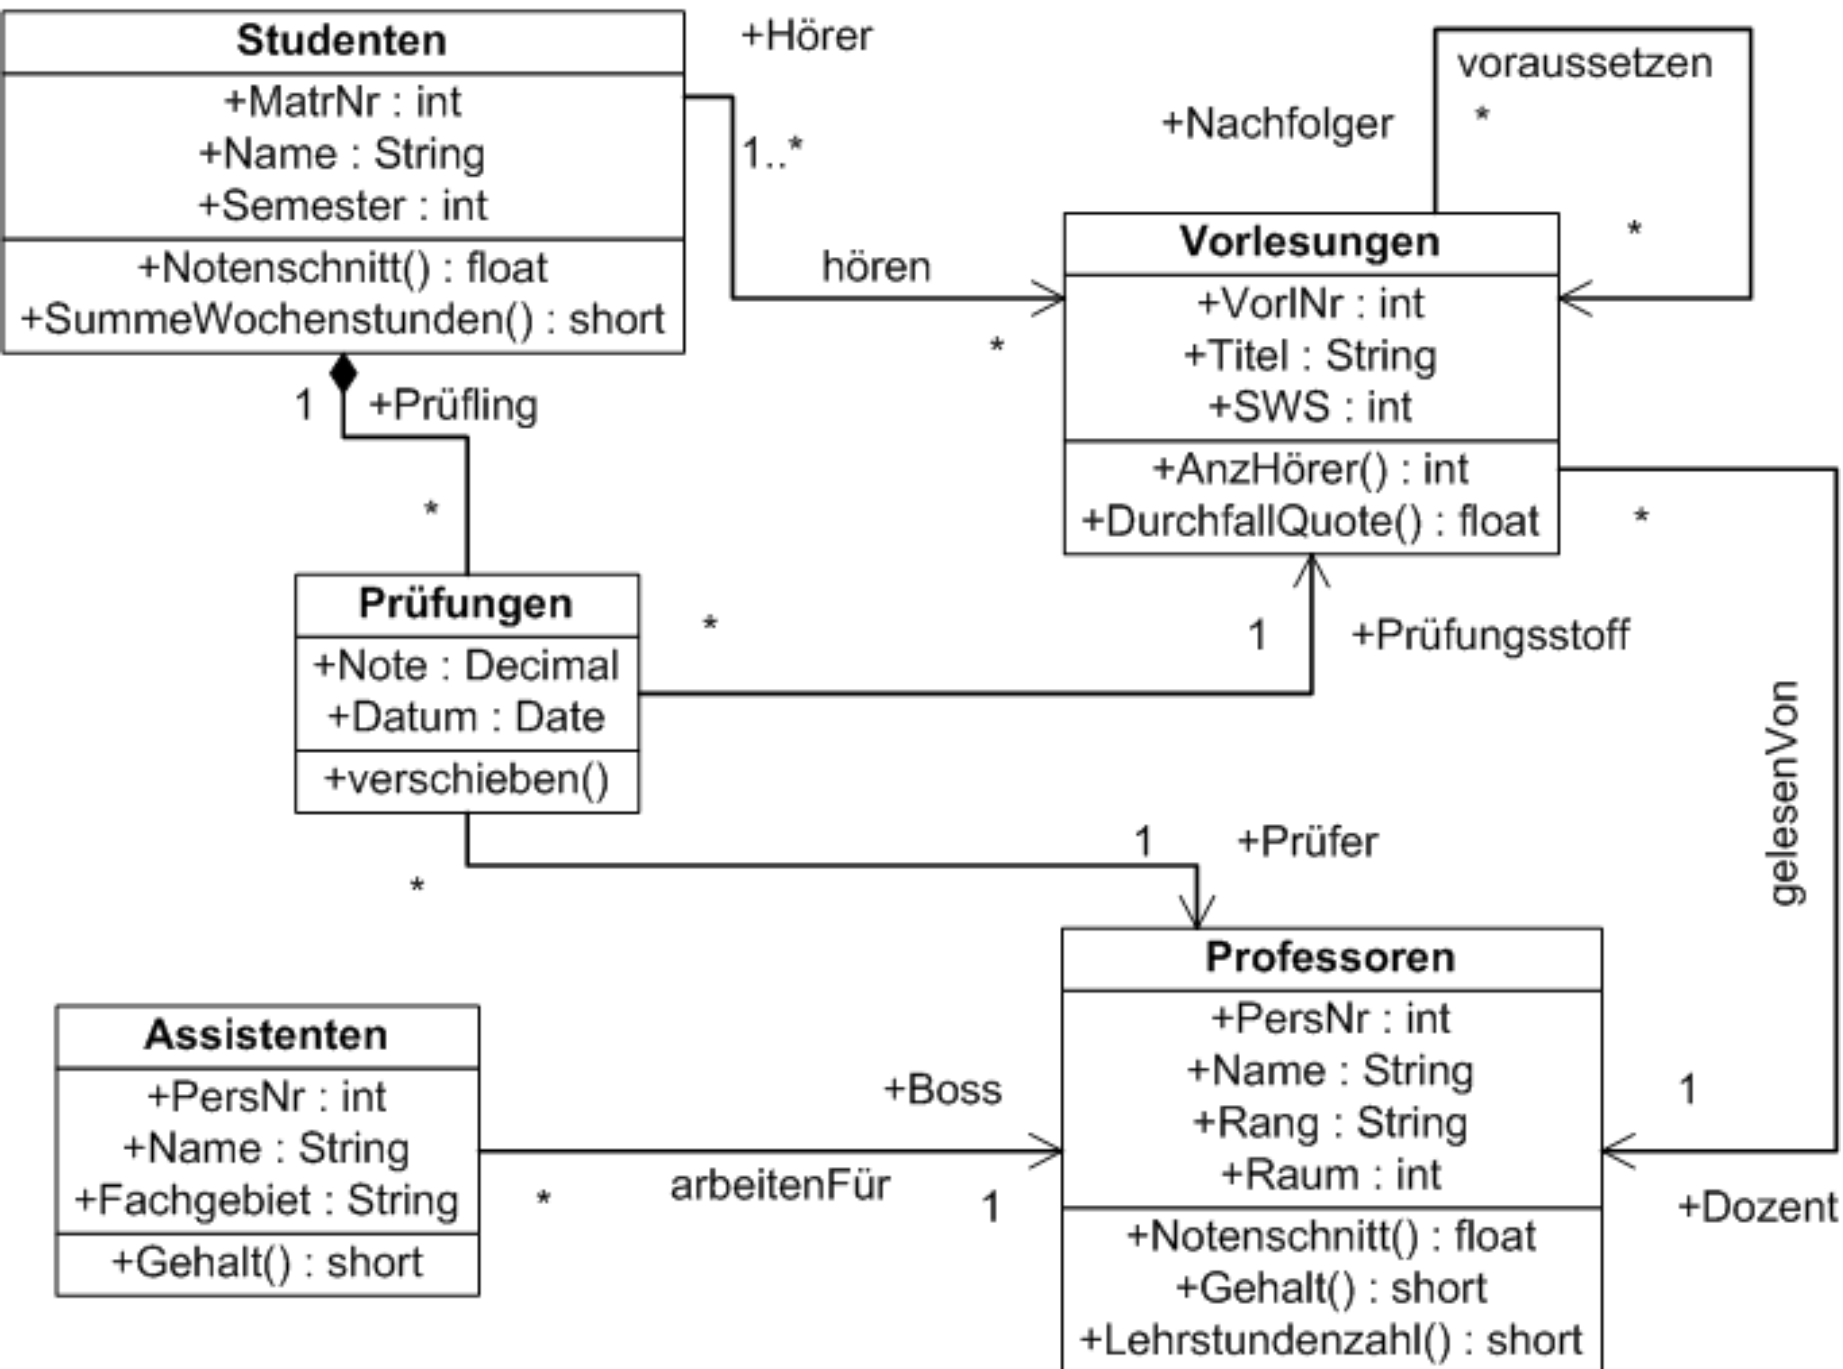 Studenten
+MatrNr : int
+Name : String
+Semester : int
+Notenschnitt() : float
+SummeWochenstunden() : short
+Hörer
1..*
hören
*
voraussetzen
+Nachfolger
*
*
Vorlesungen
+VorlNr : int
+Titel : String
+SWS : int
+AnzHörer() : int
+DurchfallQuote() : float
1
+Prüfling
*
Prüfungen
+Note : Decimal
+Datum : Date
+verschieben()
*
1
+Prüfungsstoff
*
gelesenVon
*
1
+Prüfer
Professoren
+PersNr : int
+Name : String
+Rang : String
+Raum : int
+Notenschnitt() : float
+Gehalt() : short
+Lehrstundenzahl() : short
1
+Dozent
Assistenten
+PersNr : int
+Name : String
+Fachgebiet : String
+Gehalt() : short
+Boss
*
arbeitenFür
1